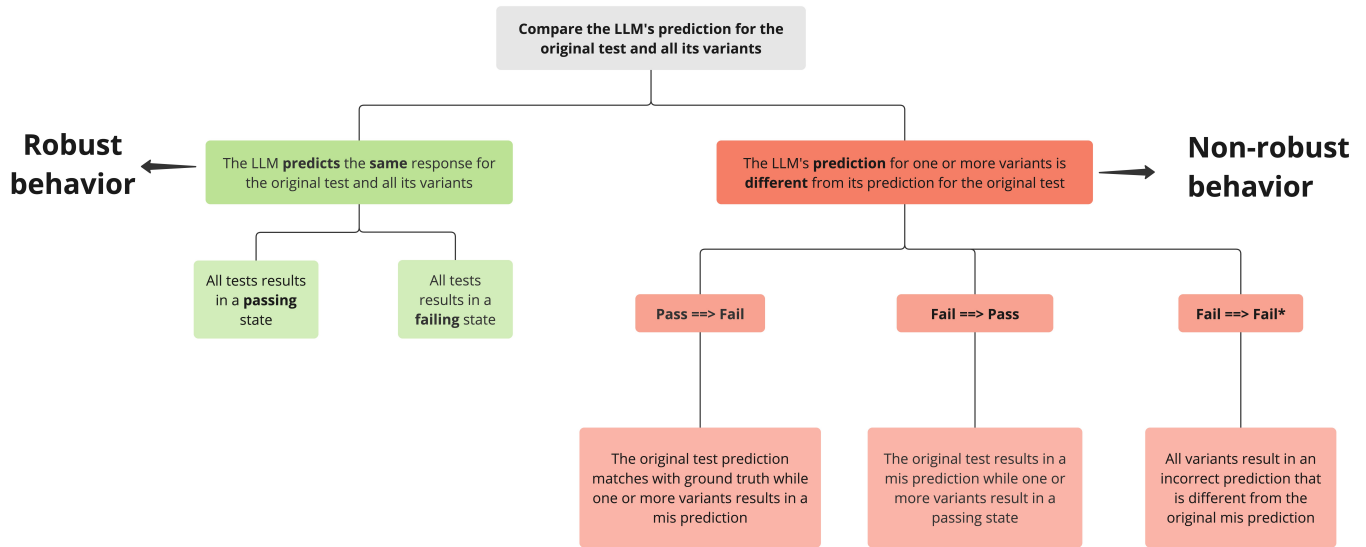 Compare the LLM's prediction for the
original test and all its variants
Robust
behavior
The LLM predicts the same response for
the original test and all its variants
The LLM's prediction for one or more variants is
different from its prediction for the original test
Non-robust
behavior
All tests results
in a passing
state
All tests
results in a
failing state
Pass ==> Fail
Fail ==> Pass
Fail ==> Fail*
The original test prediction
matches with ground truth while
one or more variants results in a
mis prediction
The original test results in a
mis prediction while one or
more variants result in a
passing state
All variants result in an
incorrect prediction that
is different from the
original mis prediction